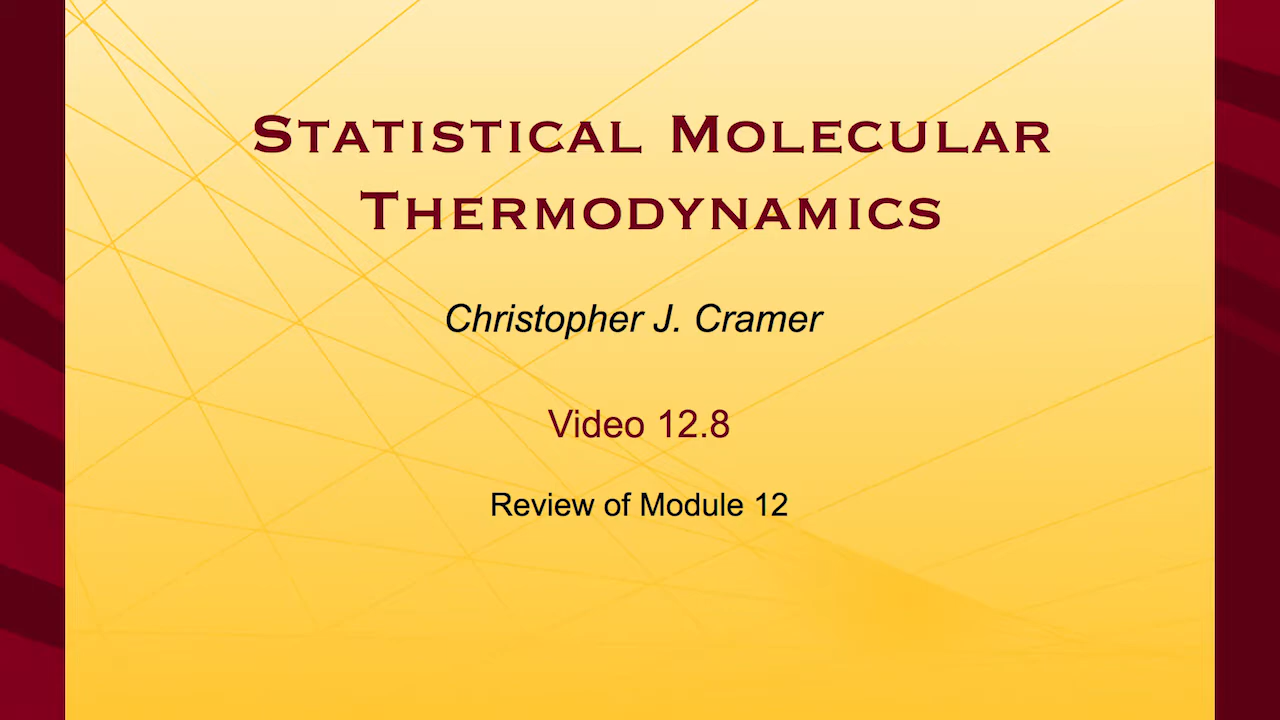 Statistical Molecular
Thermodynamics
Christopher J. Cramer
Video 12.8
Review of Module 12